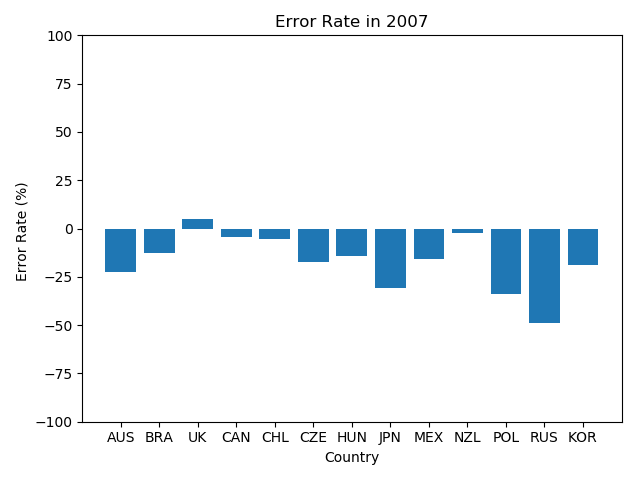 Error Rate in 2007
Error Rate (%)
100
75
50
25
0
−25
−50
−75
−100
AUS BRA UK CAN CHL CZE HUN JPN MEX NZL POL RUS KOR
Country